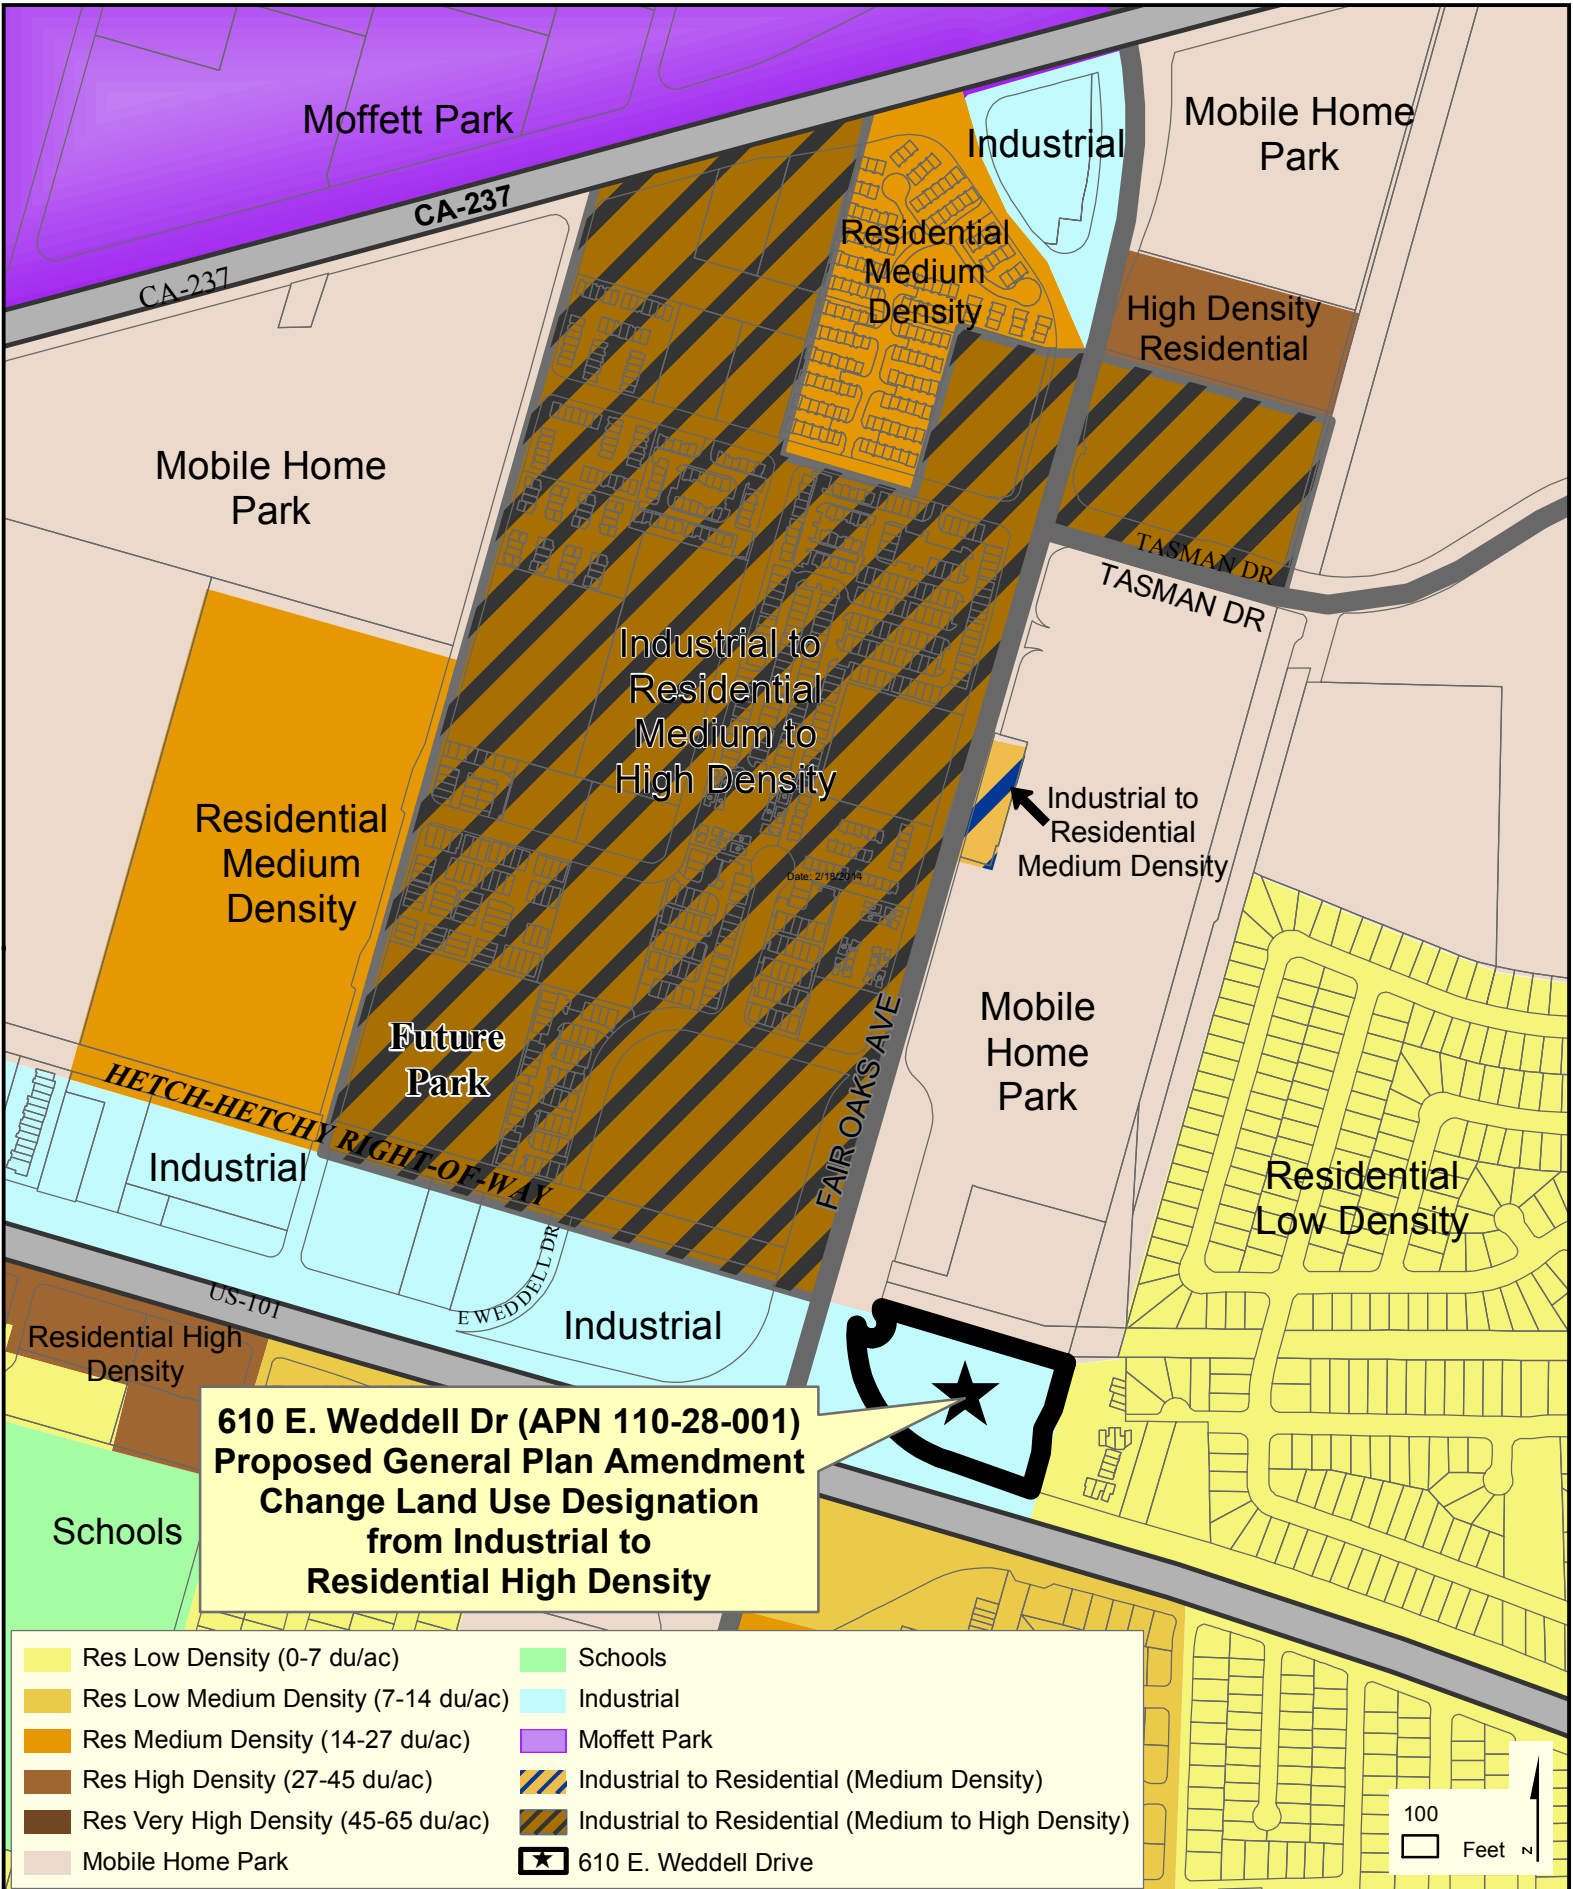 Moffett Park
CA-237
CA-237
Industrial
Mobile Home
Park
Residential
Medium
Density
High Density
Residential
Mobile Home
Park
TASMAN DR
TASMAN DR
Industrial to
Residential
Medium to
High Density
Industrial to
Residential
Medium Density
Residential
Medium
Density
Date: 2/18/2014
Future
Park
FAIR OAKS AVE
Mobile
Home
Park
HETCH-HETCHY RIGHT-OF-WAY
Industrial
Residential
Low Density
E WEDDELL DR
US-101
Industrial
Residential High
Density
610 E. Weddell Dr (APN 110-28-001)
Proposed General Plan Amendment
Change Land Use Designation
from Industrial to
Residential High Density
Schools
Res Low Density (0-7 du/ac)
Res Low Medium Density (7-14 du/ac)
Res Medium Density (14-27 du/ac)
Res High Density (27-45 du/ac)
Res Very High Density (45-65 du/ac)
Mobile Home Park
Schools
Industrial
Moffett Park
Industrial to Residential (Medium Density)
Industrial to Residential (Medium to High Density)
610 E. Weddell Drive
100
Feet
N